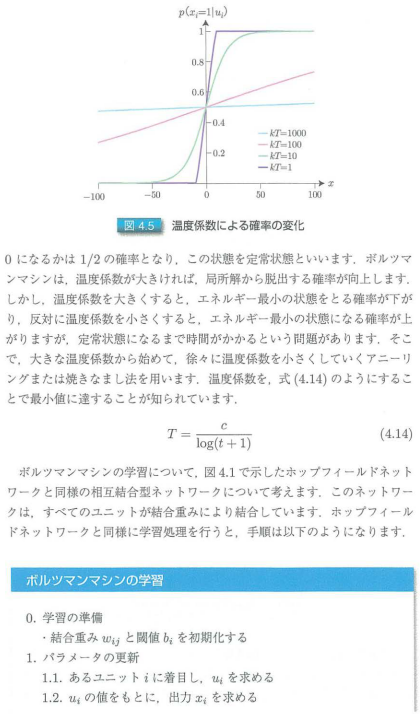 p(x_i=1|u_i)
1
0.8
0.6
0.4
0.2
kT=1000
kT=100
kT=10
kT=1
x
−100
−50
0
50
100
図 4.5 温度係数による確率の変化
0 になるかは 1/2 の確率となり，この状態を定常状態といいます．ボルツマ
ンマシンは，温度係数が大きければ，局所解から脱出する確率が向上します．
しかし，温度係数を大きくすると，エネルギー最小の状態をとる確率が下が
り，反対に温度係数を小さくすると，エネルギー最小の状態になる確率が上
がりますが，定常状態になるまで時間がかかるという問題があります．そこ
で，大きな温度係数から始めて，徐々に温度係数を小さくしていくアニーリ
ングまたは焼きなまし法を用います．温度係数を，式 (4.14) のようにするこ
とで最小値に達することが知られています．
T = c / log(t + 1) (4.14)
ボルツマンマシンの学習について，図 4.1 で示したホップフィールドネット
ワークと同様の相互結合型ネットワークについて考えます．このネットワー
クは，すべてのユニットが結合重みにより結合しています．ホップフィール
ドネットワークと同様に学習処理を行うと，手順は以下のようになります．
ボルツマンマシンの学習
0. 学習の準備
・結合重み w_ij と閾値 b_i を初期化する
1. パラメータの更新
1.1. あるユニット i に着目し，u_i を求める
1.2. u_i の値をもとに，出力 x_i を求める